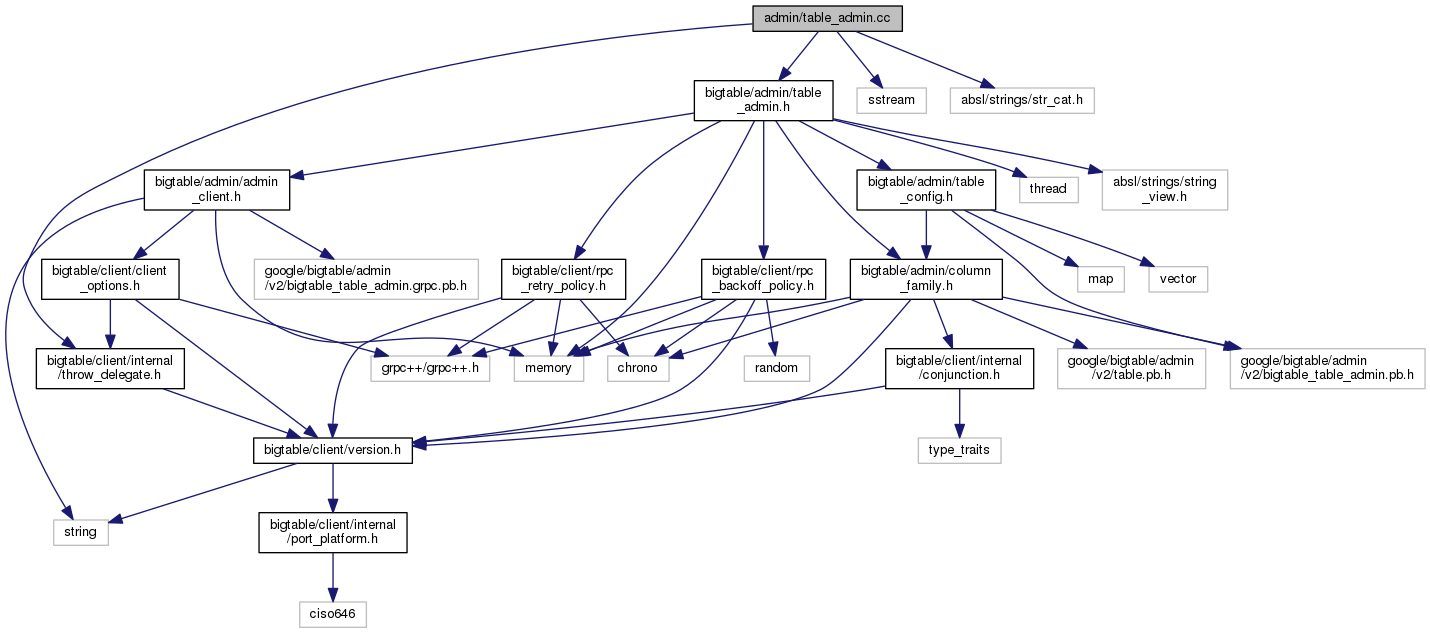 admin/table_admin.cc
bigtable/admin/table
_admin.h
sstream
absl/strings/str_cat.h
bigtable/admin/admin
_client.h
bigtable/admin/table
_config.h
thread
absl/strings/string
_view.h
bigtable/client/client
_options.h
google/bigtable/admin
/v2/bigtable_table_admin.grpc.pb.h
bigtable/client/rpc
_retry_policy.h
bigtable/client/rpc
_backoff_policy.h
bigtable/admin/column
_family.h
map
vector
bigtable/client/internal
/throw_delegate.h
grpc++/grpc++.h
memory
chrono
random
bigtable/client/internal
/conjunction.h
google/bigtable/admin
/v2/table.pb.h
google/bigtable/admin
/v2/bigtable_table_admin.pb.h
bigtable/client/version.h
type_traits
string
bigtable/client/internal
/port_platform.h
ciso646